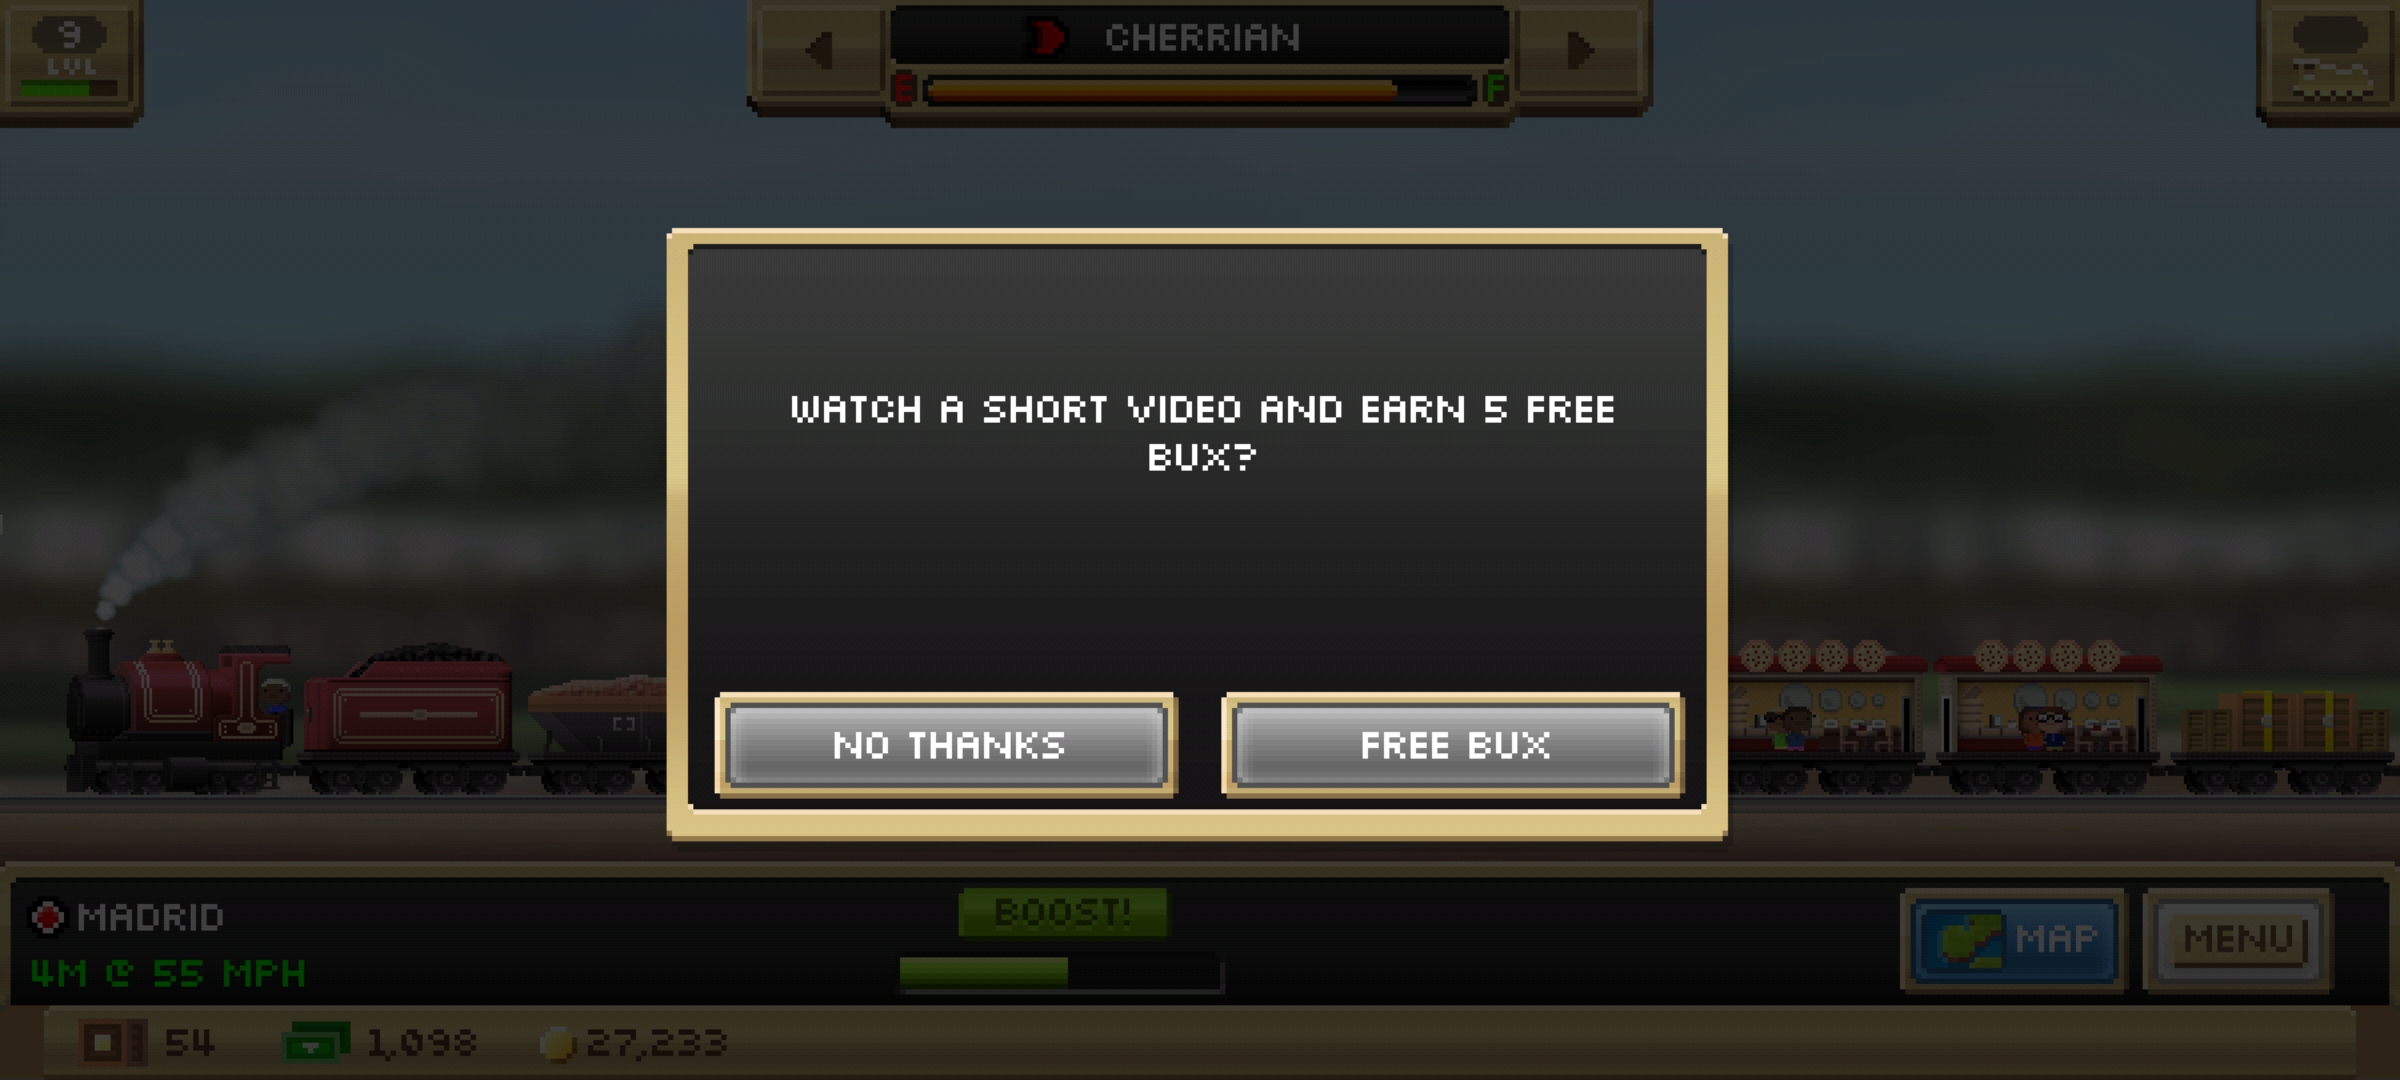 9
LVL
CHERRIAN
E
F
WATCH A SHORT VIDEO AND EARN 5 FREE
BUX?
NO THANKS
FREE BUX
MADRID
4M @ 55 MPH
BOOST!
MAP
MENU
54
1,098
27,233